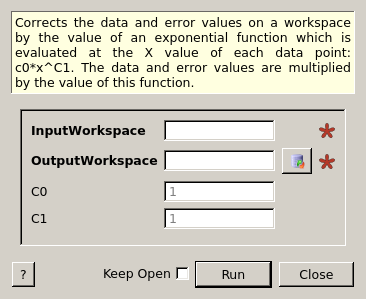 Corrects the data and error values on a workspace
by the value of an exponential function which is
evaluated at the X value of each data point:
c0*x^C1. The data and error values are multiplied
by the value of this function.
InputWorkspace
OutputWorkspace
C0 1
C1 1
? Keep Open Run Close